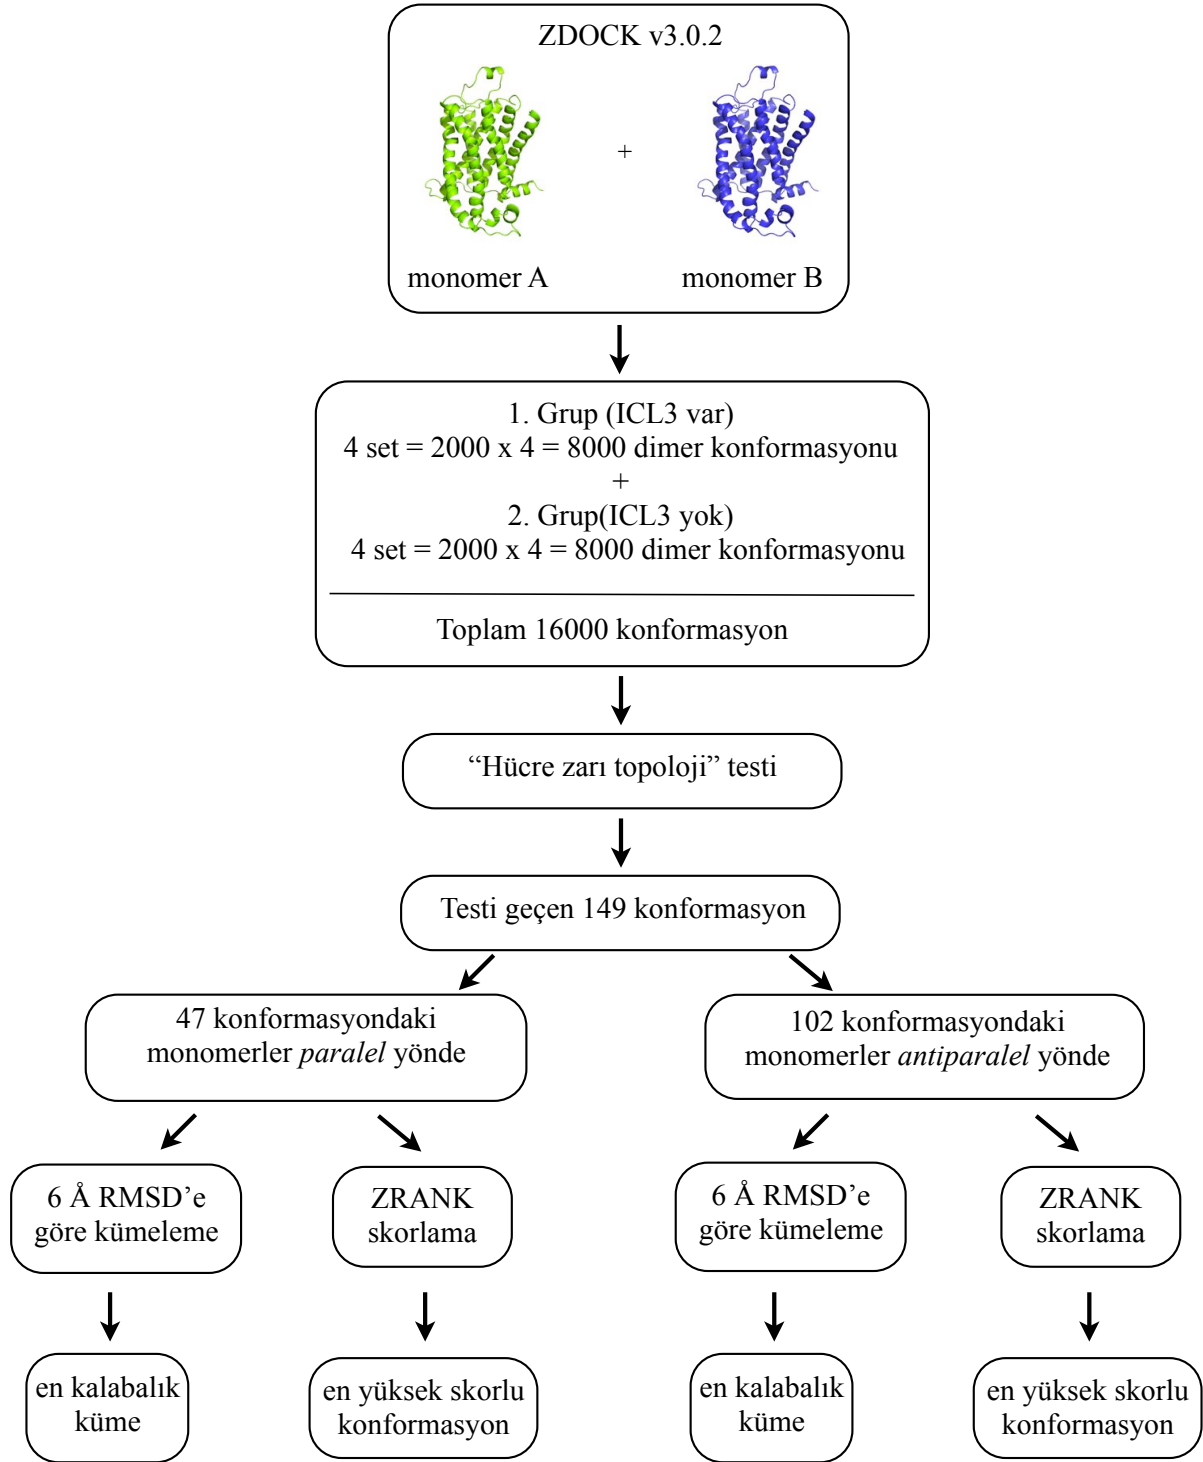 ZDOCK v3.0.2
+
monomer A
monomer B
1. Grup (ICL3 var)
4 set = 2000 x 4 = 8000 dimer konformasyonu
+
2. Grup(ICL3 yok)
4 set = 2000 x 4 = 8000 dimer konformasyonu
Toplam 16000 konformasyon
“Hücre zarı topoloji” testi
Testi geçen 149 konformasyon
47 konformasyondaki
monomerler paralel yönde
102 konformasyondaki
monomerler antiparalel yönde
6 Å RMSD’e
göre kümeleme
ZRANK
skorlama
6 Å RMSD’e
göre kümeleme
ZRANK
skorlama
en kalabalık
küme
en yüksek skorlu
konformasyon
en kalabalık
küme
en yüksek skorlu
konformasyon